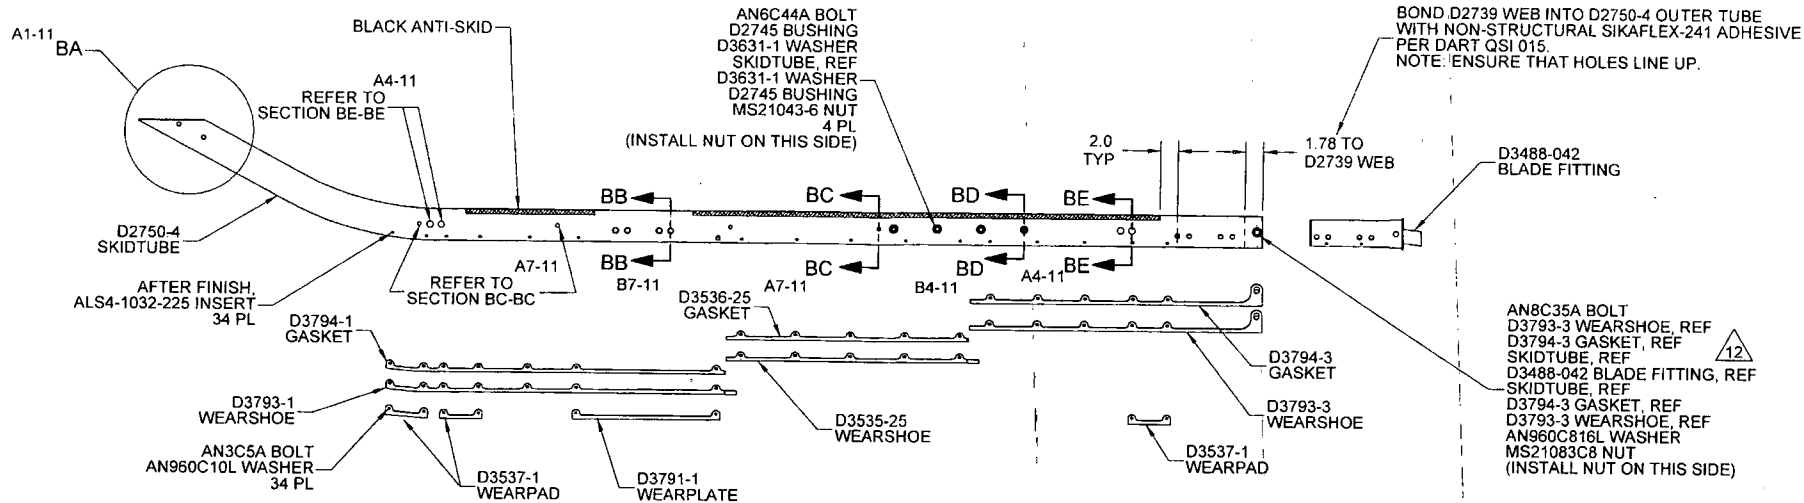 A1-11
BA
BLACK ANTI-SKID
AN6C44A BOLT
D2745 BUSHING
D3631-1 WASHER
SKIDTUBE, REF
D3631-1 WASHER
D2745 BUSHING
MS21043-6 NUT
4 PL
(INSTALL NUT ON THIS SIDE)
BOND D2739 WEB INTO D2750-4 OUTER TUBE
WITH NON-STRUCTURAL SIKAFLEX-241 ADHESIVE
PER DART QSI 015.
NOTE: ENSURE THAT HOLES LINE UP.
A4-11
REFER TO
SECTION BE-BE
2.0
TYP
1.78 TO
D2739 WEB
D3488-042
BLADE FITTING
BB
BC
BD
BE
D2750-4
SKIDTUBE
BB
BC
BD
BE
AFTER FINISH,
ALS4-1032-225 INSERT
34 PL
A7-11
REFER TO
SECTION BC-BC
B7-11
A7-11
B4-11
A4-11
D3794-1
GASKET
D3536-25
GASKET
D3794-3
GASKET
D3793-1
WEARSHOE
D3535-25
WEARSHOE
D3793-3
WEARSHOE
AN3C5A BOLT
AN960C10L WASHER
34 PL
D3537-1
WEARPAD
D3791-1
WEARPLATE
D3537-1
WEARPAD
AN8C35A BOLT
D3793-3 WEARSHOE, REF
D3794-3 GASKET, REF
SKIDTUBE, REF
D3488-042 BLADE FITTING, REF
SKIDTUBE, REF
D3794-3 GASKET, REF
D3793-3 WEARSHOE, REF
AN960C816L WASHER
MS21083C8 NUT
(INSTALL NUT ON THIS SIDE)
12